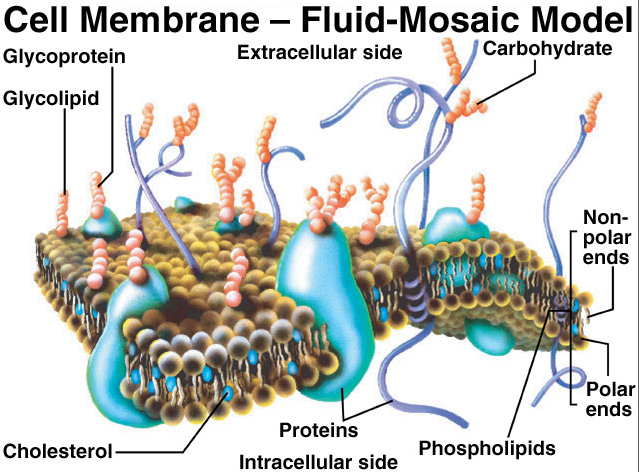 Cell Membrane – Fluid-Mosaic Model
Glycoprotein
Extracellular side
Carbohydrate
Glycolipid
Non-
polar
ends
Polar
ends
Proteins
Phospholipids
Cholesterol
Intracellular side